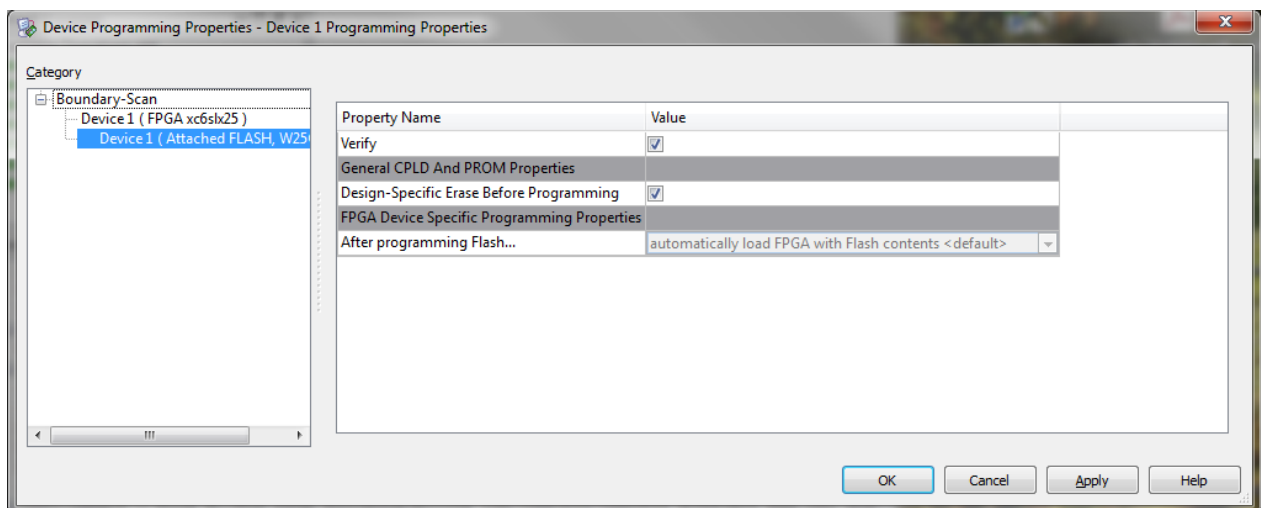 Device Programming Properties - Device 1 Programming Properties
Category
Boundary-Scan
Device 1 ( FPGA xc6slx25 )
Device 1 ( Attached FLASH,
Property Name Value
Verify
General CPLD And PROM Properties
Design-Specific Erase Before Programming
FPGA Device Specific Programming Properties
After programming Flash... automatically load FPGA with Flash contents <default>
OK Cancel Apply Help